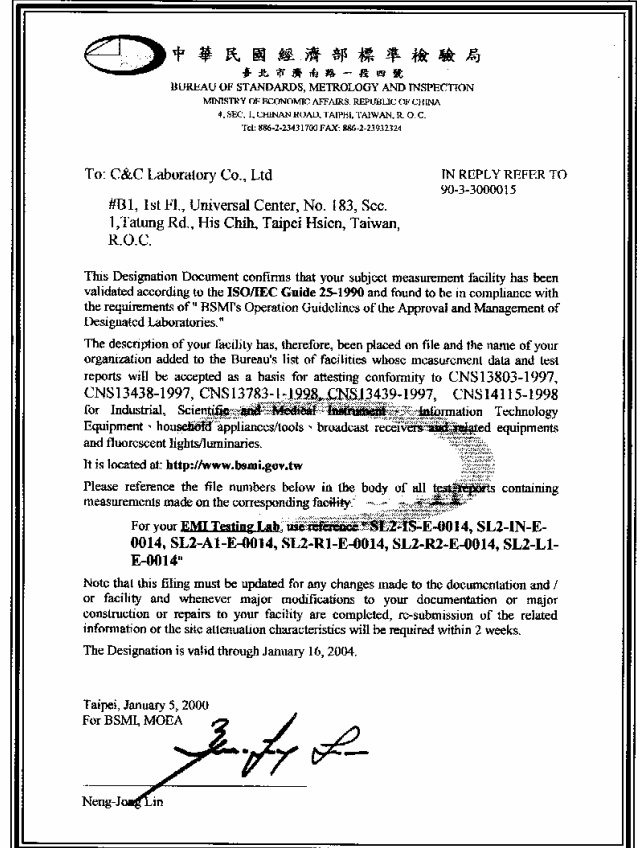 中華民國經濟部標準檢驗局
臺北市濟南路一段四號
BUREAU OF STANDARDS, METROLOGY AND INSPECTION
MINISTRY OF ECONOMIC AFFAIRS. REPUBLIC OF CHINA
4, SEC. 1, CHINAN ROAD, TAIPEI, TAIWAN, R. O. C.
Tel: 886-2-23431700 FAX: 886-2-23932324
To: C&C Laboratory Co., Ltd
IN REPLY REFER TO
90-3-3000015
#B1, 1st Fl., Universal Center, No. 183, Sec.
1,Tatung Rd., His Chih, Taipei Hsien, Taiwan,
R.O.C.
This Designation Document confirms that your subject measurement facility has been
validated according to the ISO/IEC Guide 25-1990 and found to be in compliance with
the requirements of " BSMI's Operation Guidelines of the Approval and Management of
Designated Laboratories."
The description of your facility has, therefore, been placed on file and the name of your
organization added to the Bureau's list of facilities whose measurement data and test
reports will be accepted as a basis for attesting conformity to CNS13803-1997,
CNS13438-1997, CNS13783-1-1998, CNS13439-1997, CNS14115-1998
for Industrial, Scientific and Medical Instrument、Information Technology
Equipment、household appliances/tools、broadcast receivers and related equipments
and fluorescent lights/luminaries.
It is located at: http://www.bsmi.gov.tw
Please reference the file numbers below in the body of all test reports containing
measurements made on the corresponding facility.
For your EMI Testing Lab, use reference "SL2-IS-E-0014, SL2-IN-E-
0014, SL2-A1-E-0014, SL2-R1-E-0014, SL2-R2-E-0014, SL2-L1-
E-0014"
Note that this filing must be updated for any changes made to the documentation and /
or facility and whenever major modifications to your documentation or major
construction or repairs to your facility are completed, re-submission of the related
information or the site attenuation characteristics will be required within 2 weeks.
The Designation is valid through January 16, 2004.
Taipei, January 5, 2000
For BSMI, MOEA
Neng-Jong Lin